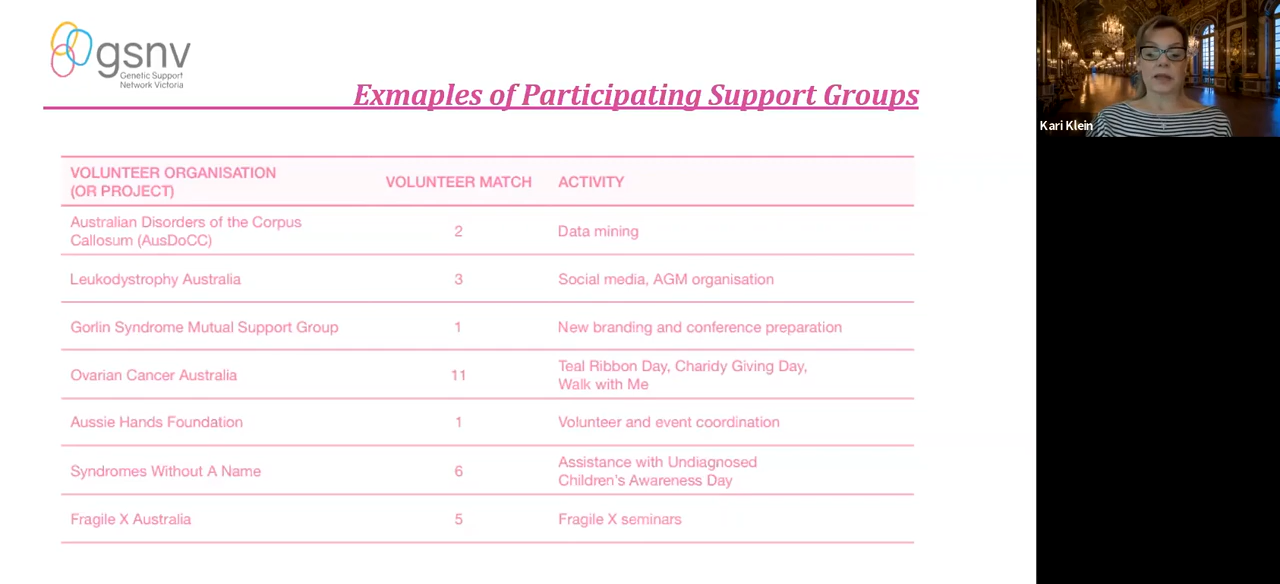 gsnv
Genetic Support
Network Victoria
Exmaples of Participating Support Groups
Kari Klein
VOLUNTEER ORGANISATION
(OR PROJECT)
VOLUNTEER MATCH
ACTIVITY
Australian Disorders of the Corpus
Callosum (AusDoCC)
2
Data mining
Leukodystrophy Australia
3
Social media, AGM organisation
Gorlin Syndrome Mutual Support Group
1
New branding and conference preparation
Ovarian Cancer Australia
11
Teal Ribbon Day, Charidy Giving Day,
Walk with Me
Aussie Hands Foundation
1
Volunteer and event coordination
Syndromes Without A Name
6
Assistance with Undiagnosed
Children's Awareness Day
Fragile X Australia
5
Fragile X seminars